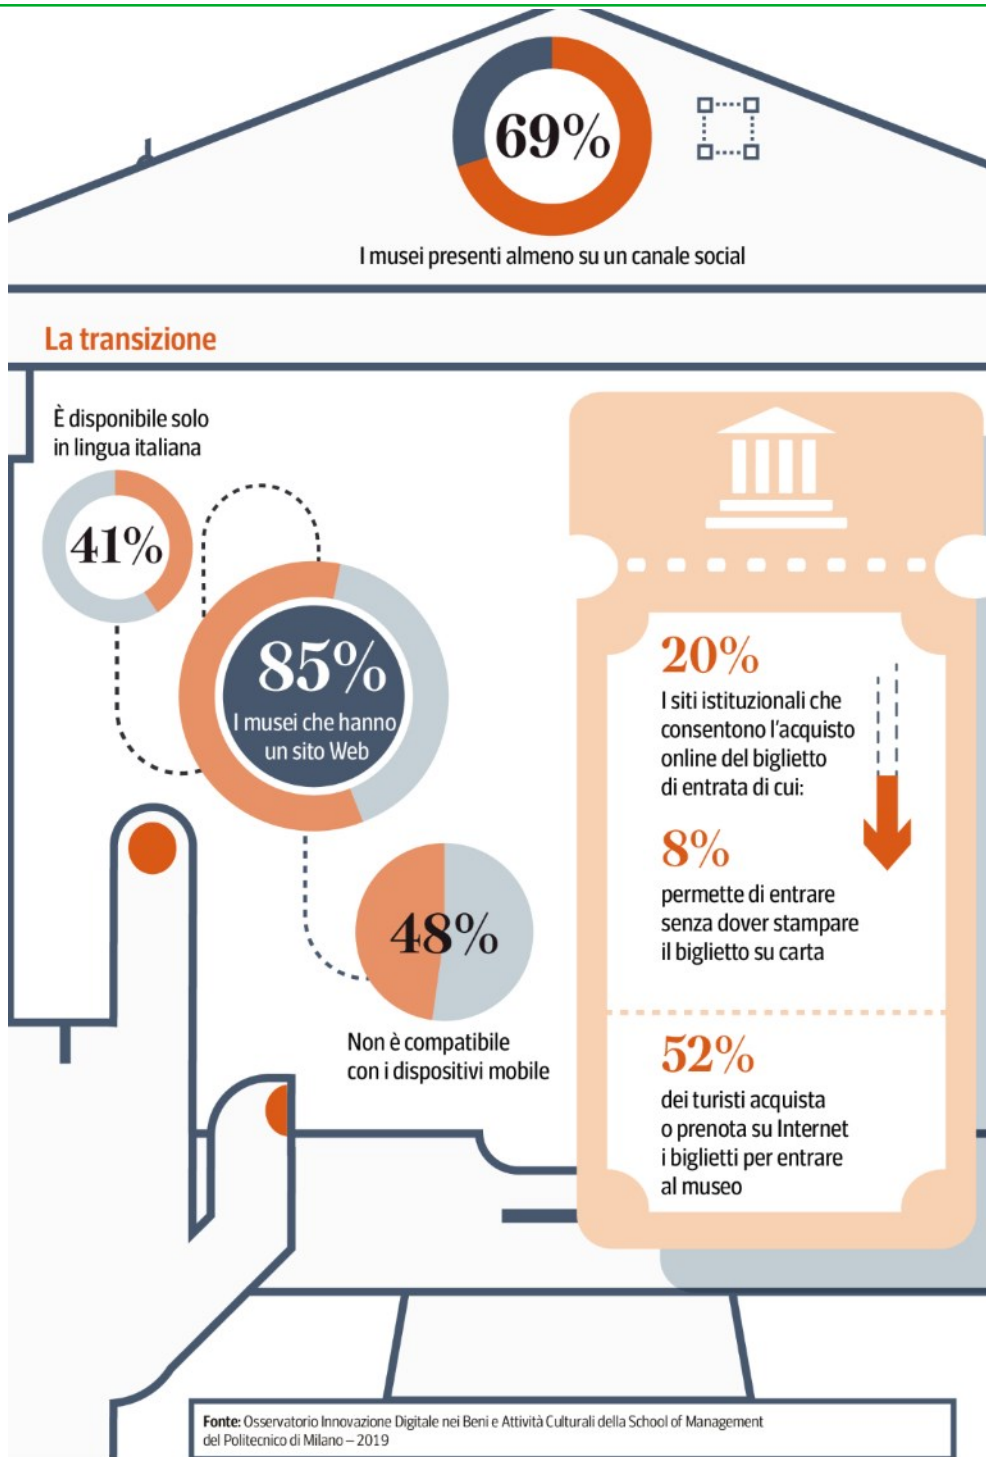 69%
I musei presenti almeno su un canale social
La transizione
È disponibile solo
in lingua italiana
41%
85%
I musei che hanno
un sito Web
48%
Non è compatibile
con i dispositivi mobile
20%
I siti istituzionali che
consentono l'acquisto
online del biglietto
di entrata di cui:
8%
permette di entrare
senza dover stampare
il biglietto su carta
52%
dei turisti acquista
o prenota su Internet
i biglietti per entrare
al museo
Fonte: Osservatorio Innovazione Digitale nei Beni e Attività Culturali della School of Management
del Politecnico di Milano – 2019